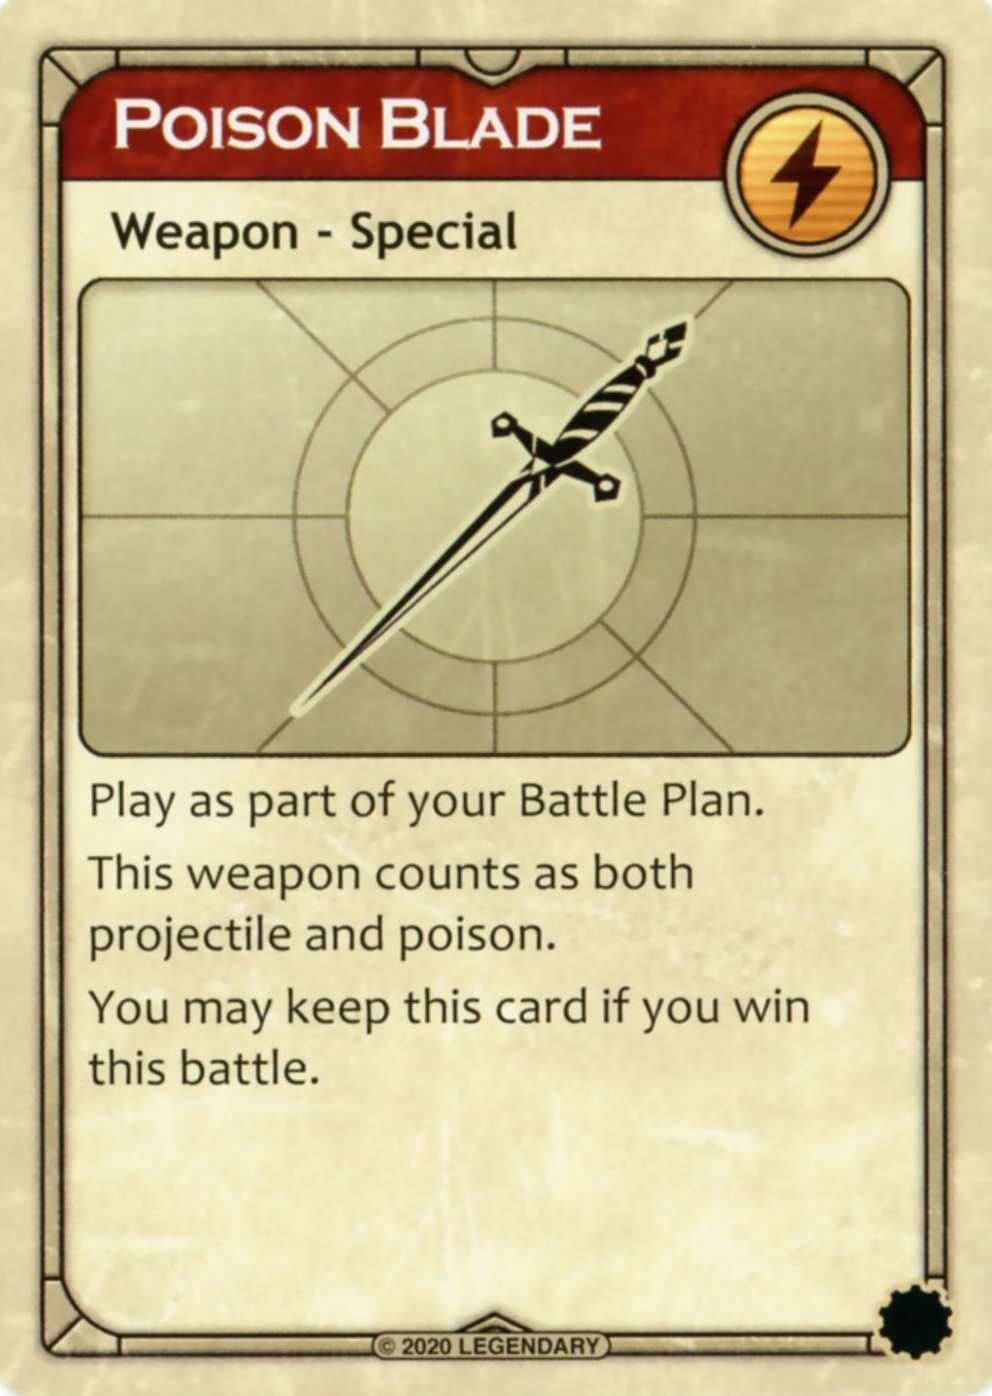 POISON BLADE
Weapon - Special
Play as part of your Battle Plan.
This weapon counts as both
projectile and poison.
You may keep this card if you win
this battle.
© 2020 LEGENDARY